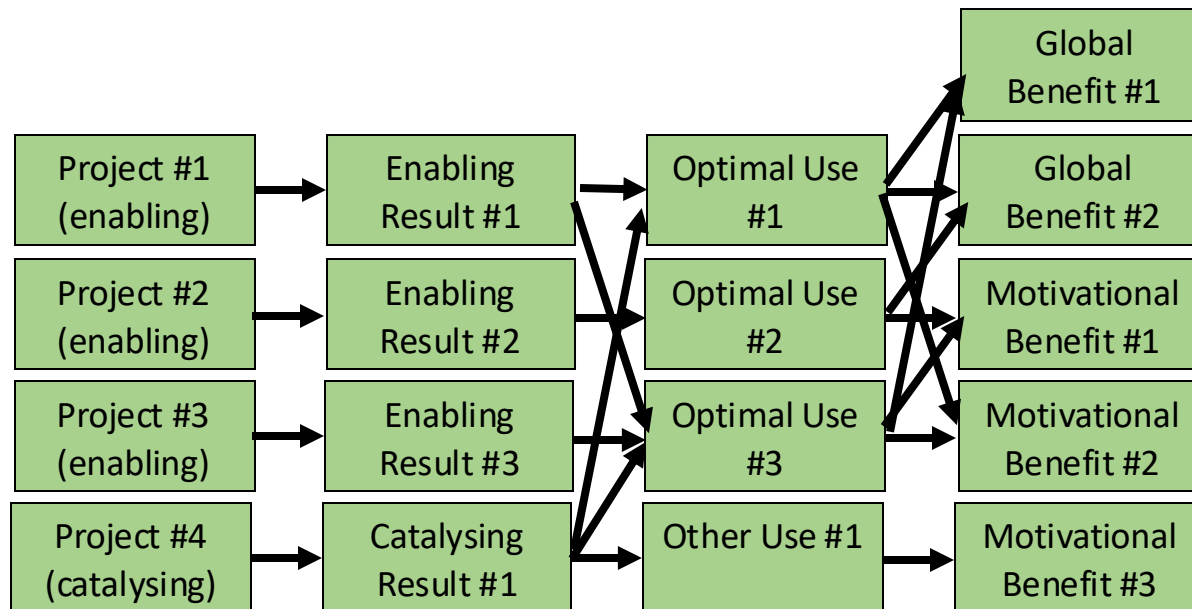 Global
Benefit #1
Project #1
(enabling)
Enabling
Result #1
Optimal Use
#1
Global
Benefit #2
Project #2
(enabling)
Enabling
Result #2
Optimal Use
#2
Motivational
Benefit #1
Project #3
(enabling)
Enabling
Result #3
Optimal Use
#3
Motivational
Benefit #2
Project #4
(catalysing)
Catalysing
Result #1
Other Use #1
Motivational
Benefit #3